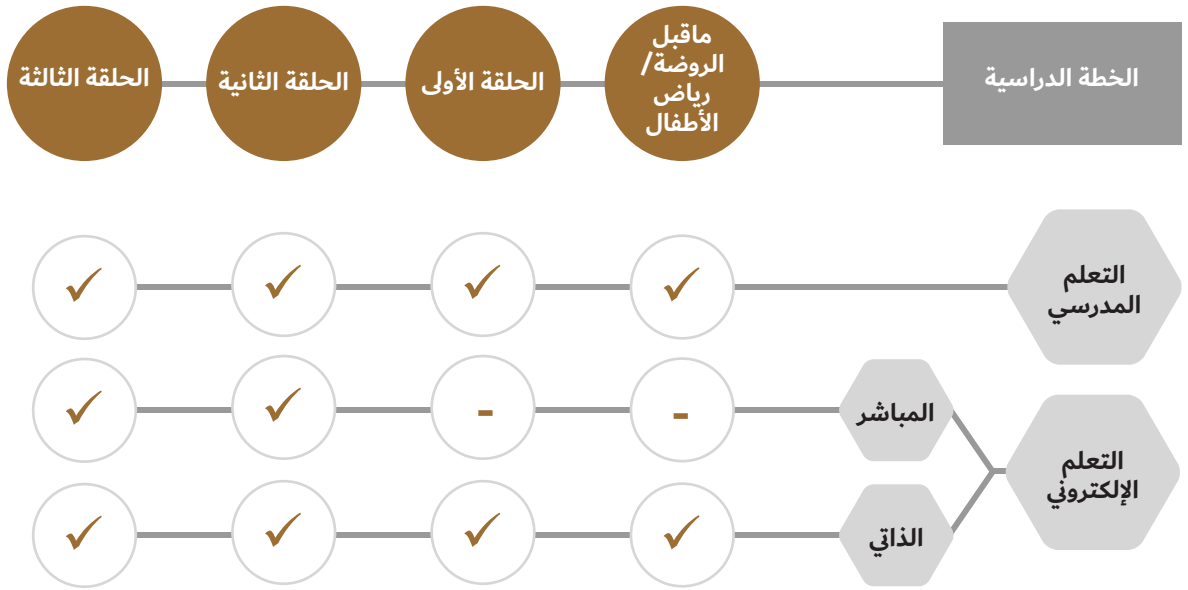 الخطة الدراسية
ماقبل
الروضة/
رياض
الأطفال
الحلقة الأولى
الحلقة الثانية
الحلقة الثالثة
التعلم
المدرسي
✓ ✓ ✓ ✓
التعلم
الإلكتروني
المباشر
- - ✓ ✓
الذاتي
✓ ✓ ✓ ✓